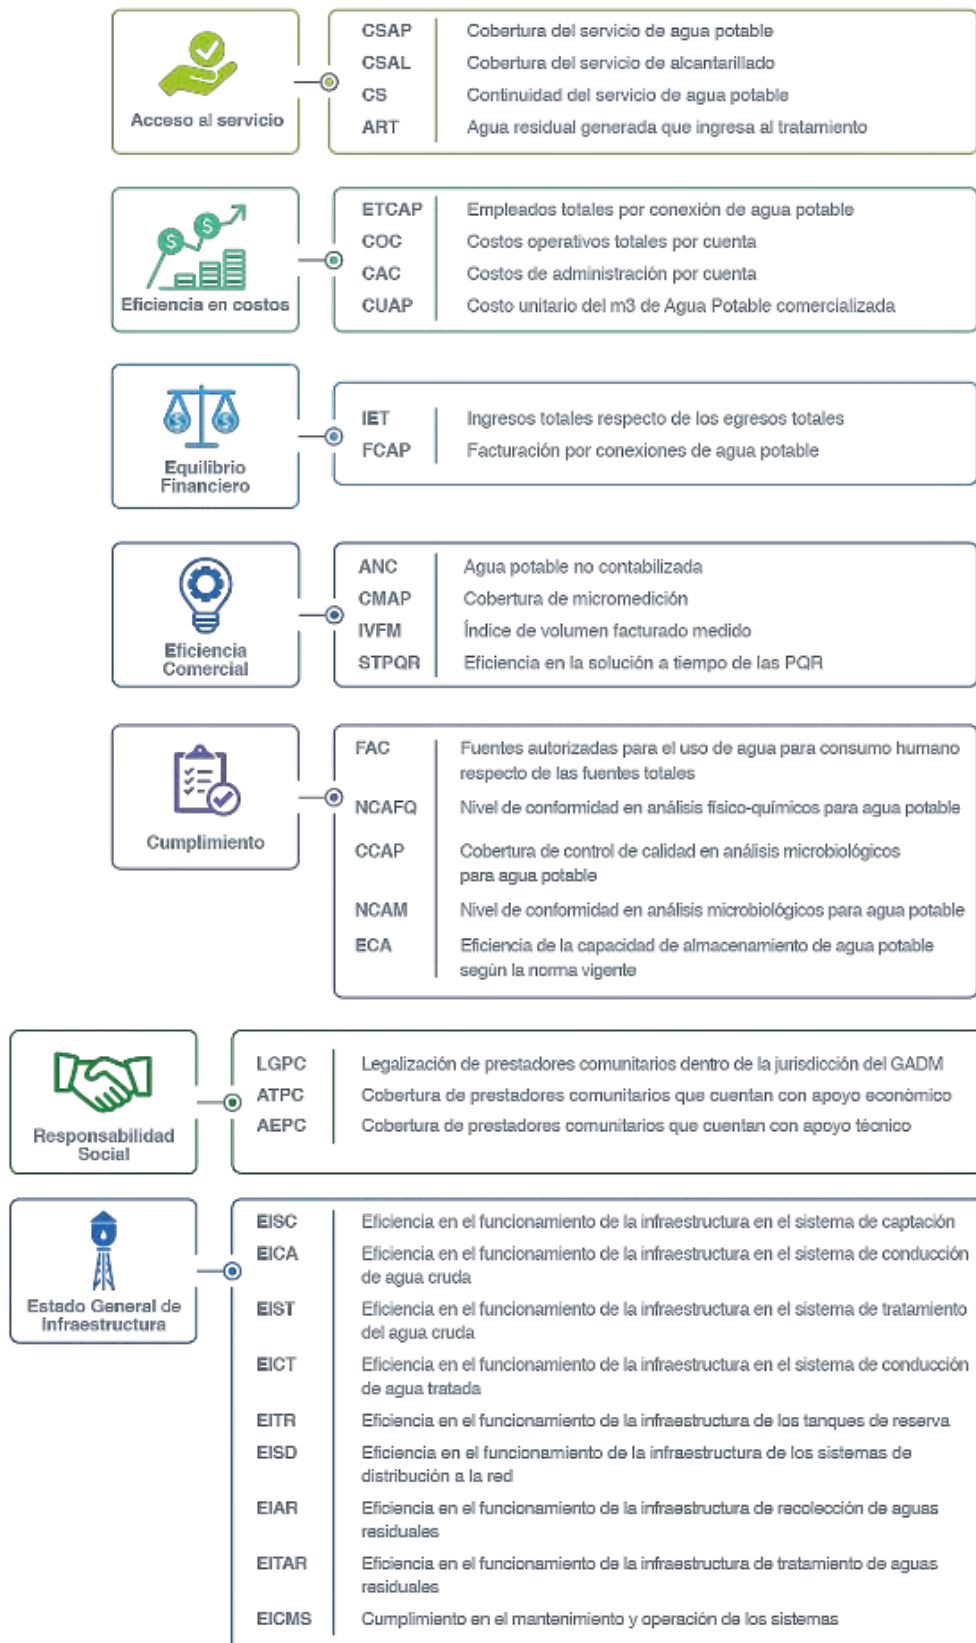 Acceso al servicio
CSAP Cobertura del servicio de agua potable
CSAL Cobertura del servicio de alcantarillado
CS Continuidad del servicio de agua potable
ART Agua residual generada que ingresa al tratamiento
Eficiencia en costos
ETCAP Empleados totales por conexión de agua potable
COC Costos operativos totales por cuenta
CAC Costos de administración por cuenta
CUAP Costo unitario del m3 de Agua Potable comercializada
Equilibrio
Financiero
IET Ingresos totales respecto de los egresos totales
FCAP Facturación por conexiones de agua potable
Eficiencia
Comercial
ANC Agua potable no contabilizada
CMAP Cobertura de micromedición
IVFM Índice de volumen facturado medido
STPQR Eficiencia en la solución a tiempo de las PQR
Cumplimiento
FAC Fuentes autorizadas para el uso de agua para consumo humano
respecto de las fuentes totales
NCAFQ Nivel de conformidad en análisis físico-químicos para agua potable
CCAP Cobertura de control de calidad en análisis microbiológicos
para agua potable
NCAM Nivel de conformidad en análisis microbiológicos para agua potable
ECA Eficiencia de la capacidad de almacenamiento de agua potable
según la norma vigente
Responsabilidad
Social
LGPC Legalización de prestadores comunitarios dentro de la jurisdicción del GADM
ATPC Cobertura de prestadores comunitarios que cuentan con apoyo económico
AEPC Cobertura de prestadores comunitarios que cuentan con apoyo técnico
Estado General de
Infraestructura
EISC Eficiencia en el funcionamiento de la infraestructura en el sistema de captación
EICA Eficiencia en el funcionamiento de la infraestructura en el sistema de conducción
de agua cruda
EIST Eficiencia en el funcionamiento de la infraestructura en el sistema de tratamiento
del agua cruda
EICT Eficiencia en el funcionamiento de la infraestructura en el sistema de conducción
de agua tratada
EITR Eficiencia en el funcionamiento de la infraestructura de los tanques de reserva
EISD Eficiencia en el funcionamiento de la infraestructura de los sistemas de
distribución a la red
EIAR Eficiencia en el funcionamiento de la infraestructura de recolección de aguas
residuales
EITAR Eficiencia en el funcionamiento de la infraestructura de tratamiento de aguas
residuales
EICMS Cumplimiento en el mantenimiento y operación de los sistemas